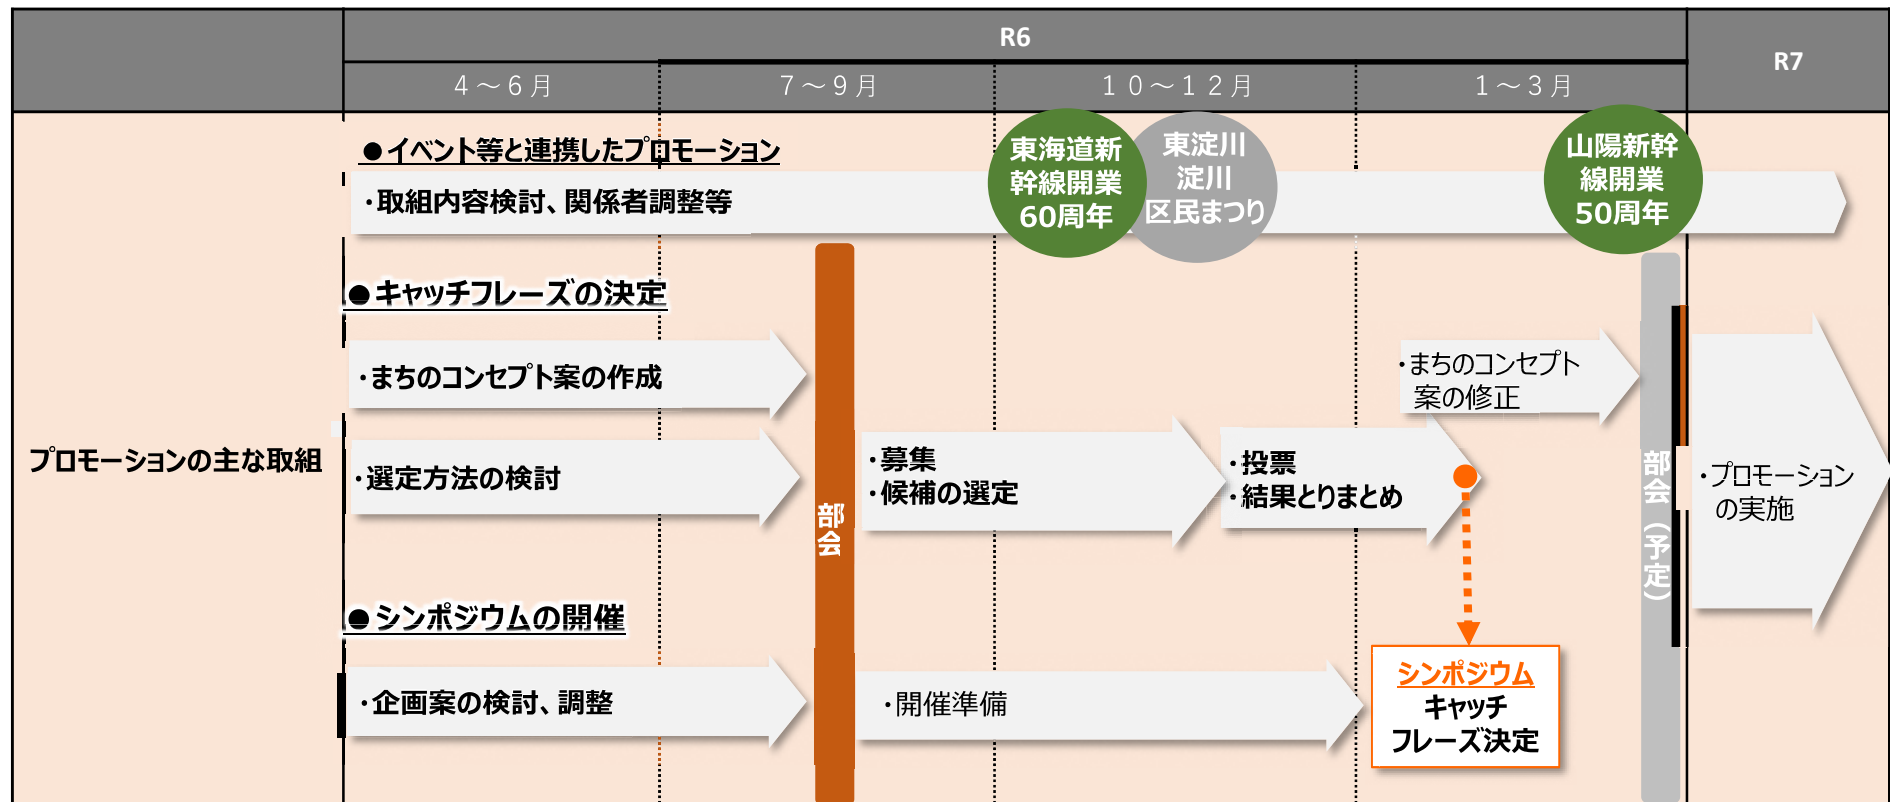 R6
R7
4～6月
7～9月
10～12月
1～3月
プロモーションの主な取組
●イベント等と連携したプロモーション
・取組内容検討、関係者調整等
東海道新
幹線開業
60周年
東淀川
淀川
区民まつり
山陽新幹
線開業
50周年
●キャッチフレーズの決定
・まちのコンセプト案の作成
・選定方法の検討
部会
・募集
・候補の選定
・投票
・結果とりまとめ
・まちのコンセプト
案の修正
部会（予定）
・プロモーション
の実施
●シンポジウムの開催
・企画案の検討、調整
・開催準備
シンポジウム
キャッチ
フレーズ決定